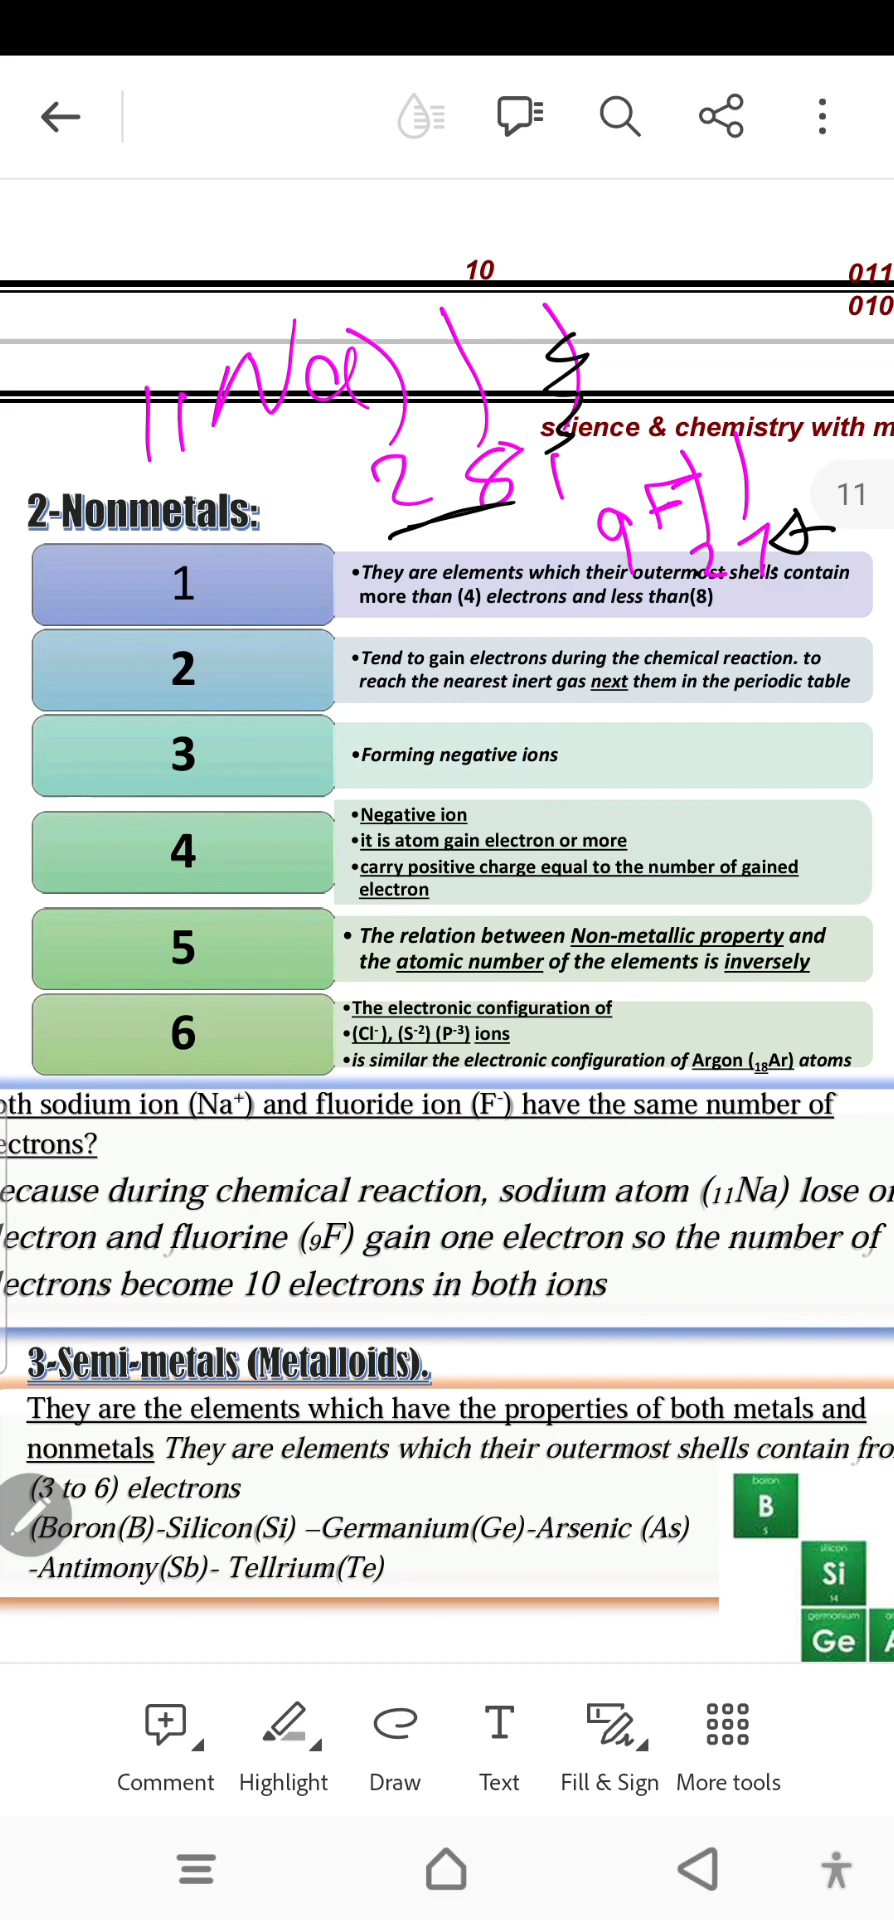 10
011
010
11Na
science & chemistry with m
2 8 1
9F
2 7
11
2-Nonmetals:
1
•They are elements which their outermost shells contain
more than (4) electrons and less than(8)
2
•Tend to gain electrons during the chemical reaction. to
reach the nearest inert gas next them in the periodic table
3
•Forming negative ions
4
•Negative ion
•it is atom gain electron or more
•carry positive charge equal to the number of gained
electron
5
• The relation between Non-metallic property and
the atomic number of the elements is inversely
6
•The electronic configuration of
•(Cl⁻), (S⁻²) (P⁻³) ions
•is similar the electronic configuration of Argon (₁₈Ar) atoms
oth sodium ion (Na⁺) and fluoride ion (F⁻) have the same number of
ectrons?
ecause during chemical reaction, sodium atom (₁₁Na) lose on
lectron and fluorine (₉F) gain one electron so the number of
lectrons become 10 electrons in both ions
3-Semi-metals (Metalloids).
They are the elements which have the properties of both metals and
nonmetals They are elements which their outermost shells contain fro
(3 to 6) electrons
(Boron(B)-Silicon(Si) –Germanium(Ge)-Arsenic (As)
-Antimony(Sb)- Tellrium(Te)
boron
B
5
silicon
Si
14
germanium
Ge
Comment Highlight Draw Text Fill & Sign More tools